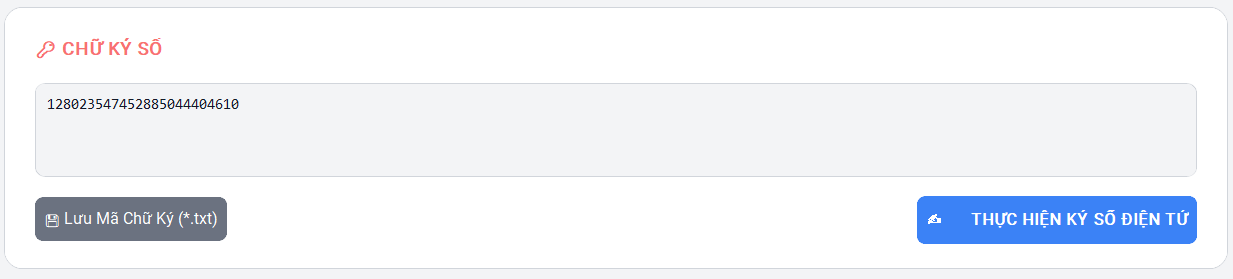 CHỮ KÝ SỐ
128023547452885044404610
Lưu Mã Chữ Ký (*.txt)
THỰC HIỆN KÝ SỐ ĐIỆN TỬ